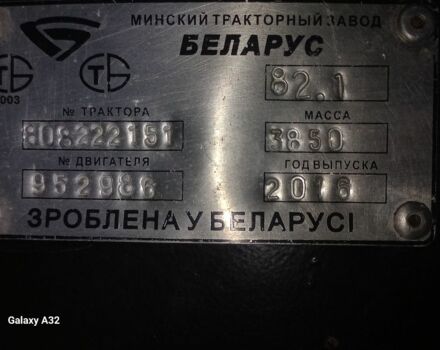 МИНСКИЙ ТРАКТОРНЫЙ ЗАВОД
БЕЛАРУС
003
82.1
№ ТРАКТОРА
МАССА
808222151
3850
№ ДВИГАТЕЛЯ
ГОД ВЫПУСКА
952986
2016
ЗРОБЛЕНА У БЕЛАРУСІ
Galaxy A32